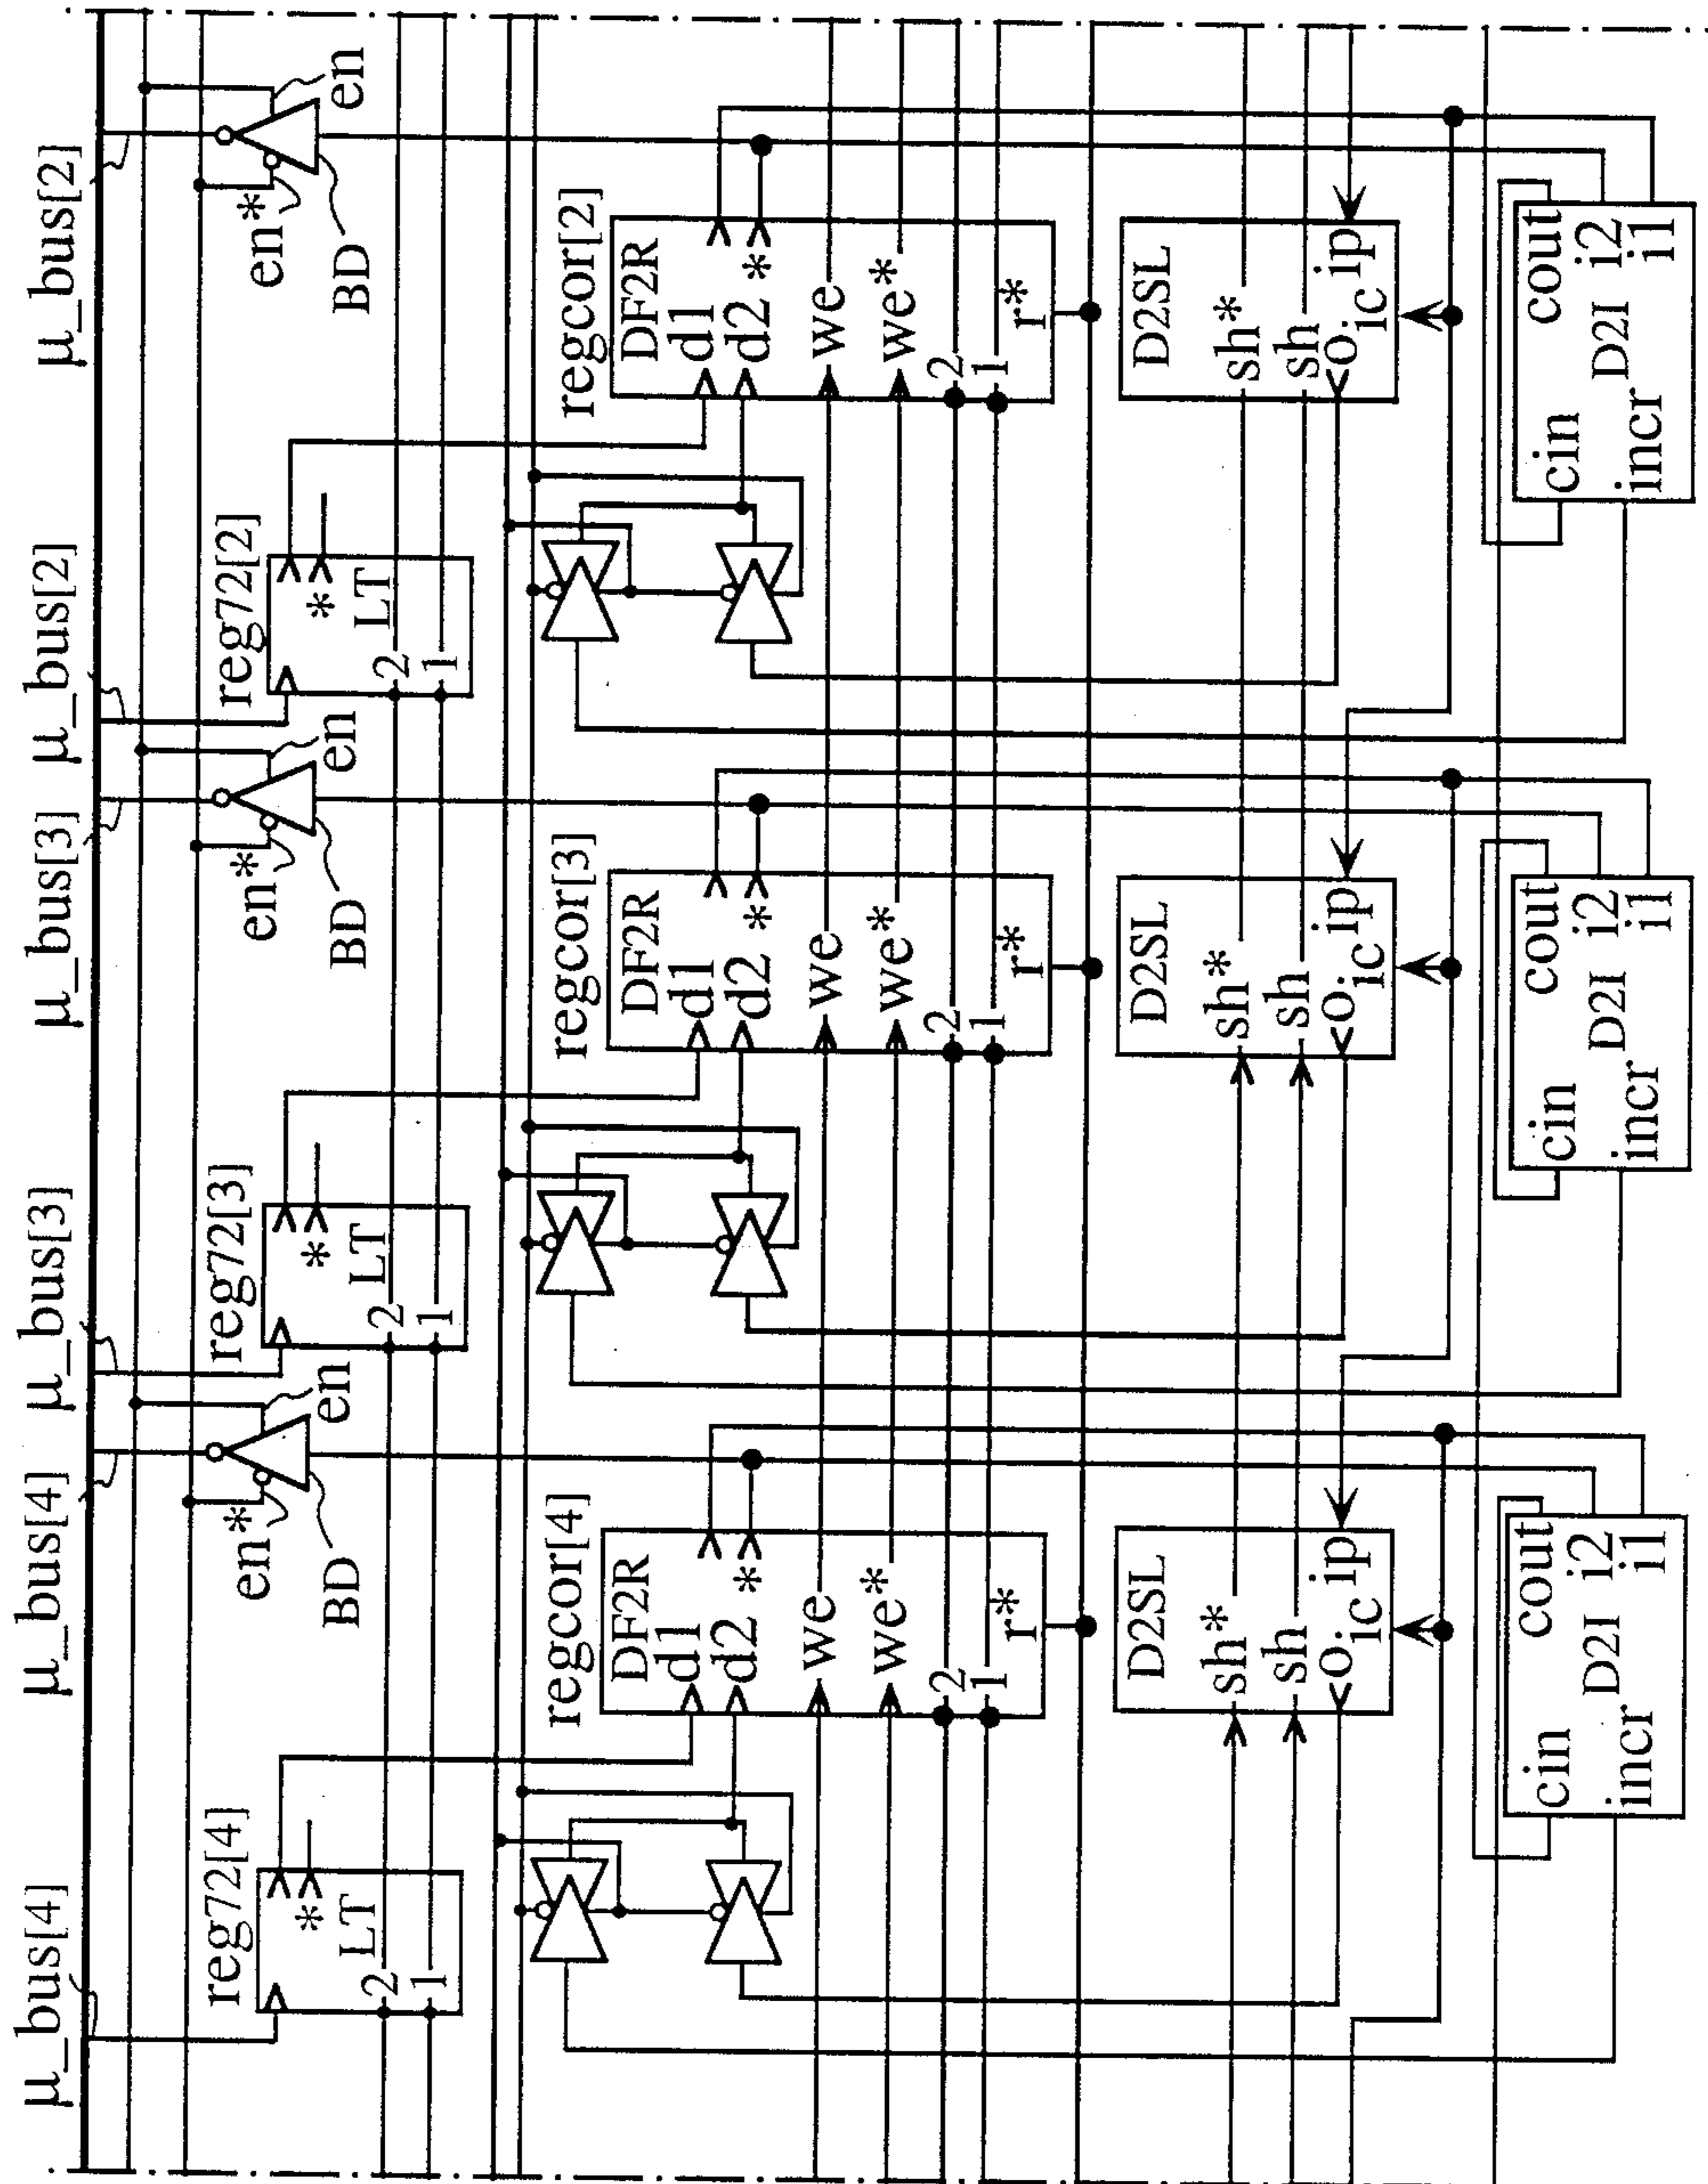 μ_bus[4]
reg72[4]
*
LT
2
1
μ_bus[4]
en*
en
BD
regcor[4]
DF2R
d1
d2 *
we
we*
2
1
r*
D2SL
sh*
sh
o ip
ic
cin cout
D2I i2
incr i1
μ_bus[3]
reg72[3]
*
LT
2
1
μ_bus[3]
en*
en
BD
regcor[3]
DF2R
d1
d2 *
we
we*
2
1
r*
D2SL
sh*
sh
o ip
ic
cin cout
D2I i2
incr i1
μ_bus[2]
reg72[2]
*
LT
2
1
μ_bus[2]
en*
en
BD
regcor[2]
DF2R
d1
d2 *
we
we*
2
1
r*
D2SL
sh*
sh
o ip
ic
cin cout
D2I i2
incr i1